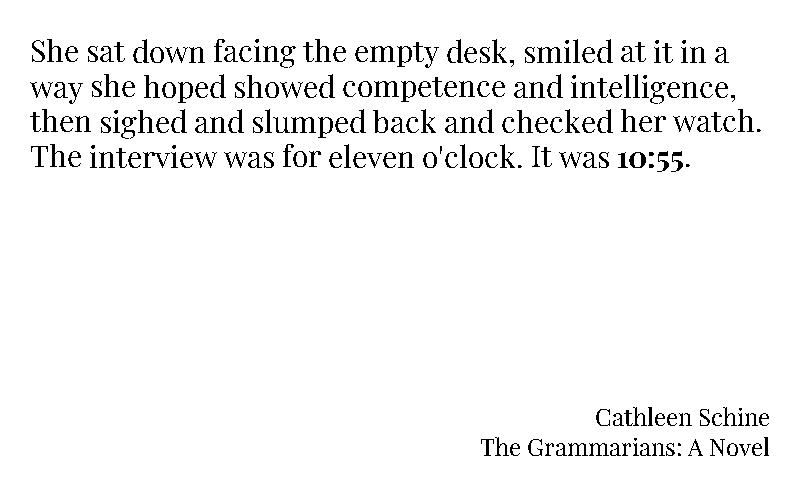 She sat down facing the empty desk, smiled at it in a
way she hoped showed competence and intelligence,
then sighed and slumped back and checked her watch.
The interview was for eleven o'clock. It was 10:55.
Cathleen Schine
The Grammarians: A Novel